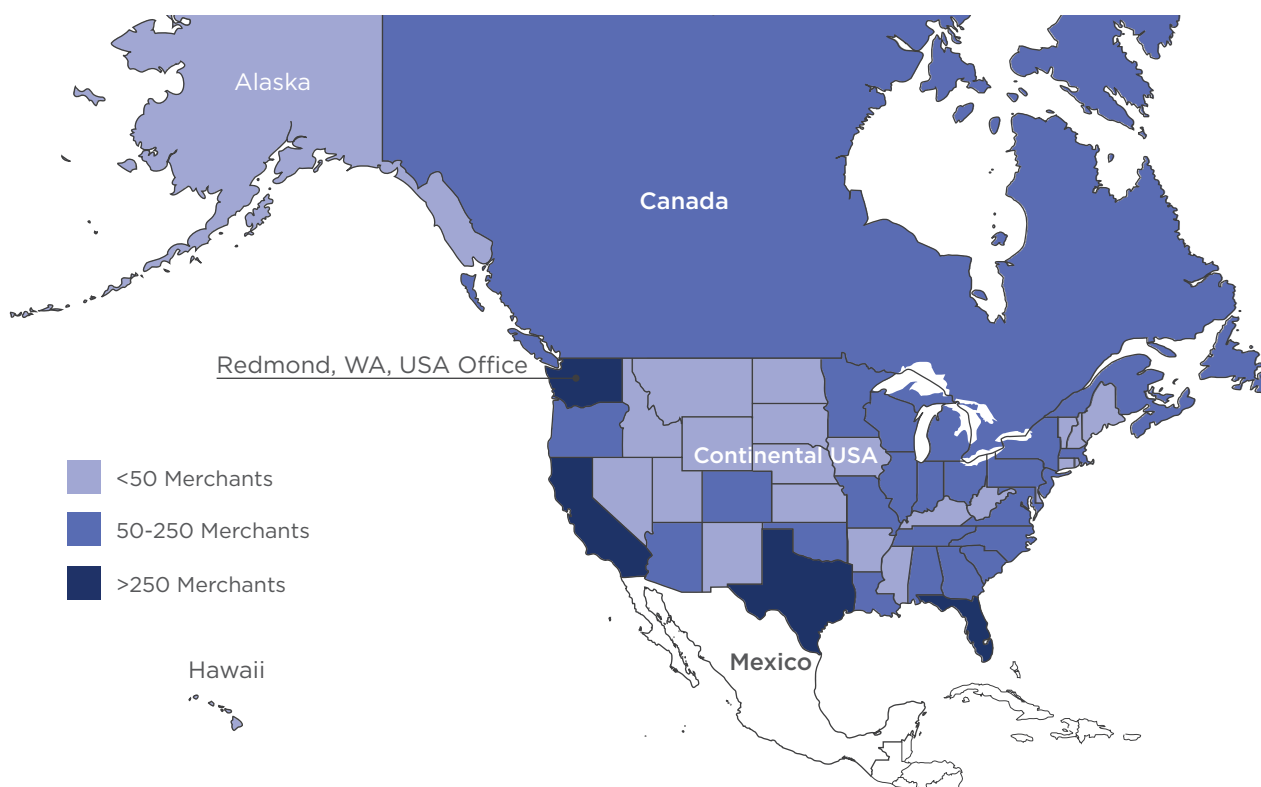 Alaska
Canada
Redmond, WA, USA Office
Continental USA
<50 Merchants
50-250 Merchants
>250 Merchants
Hawaii
Mexico